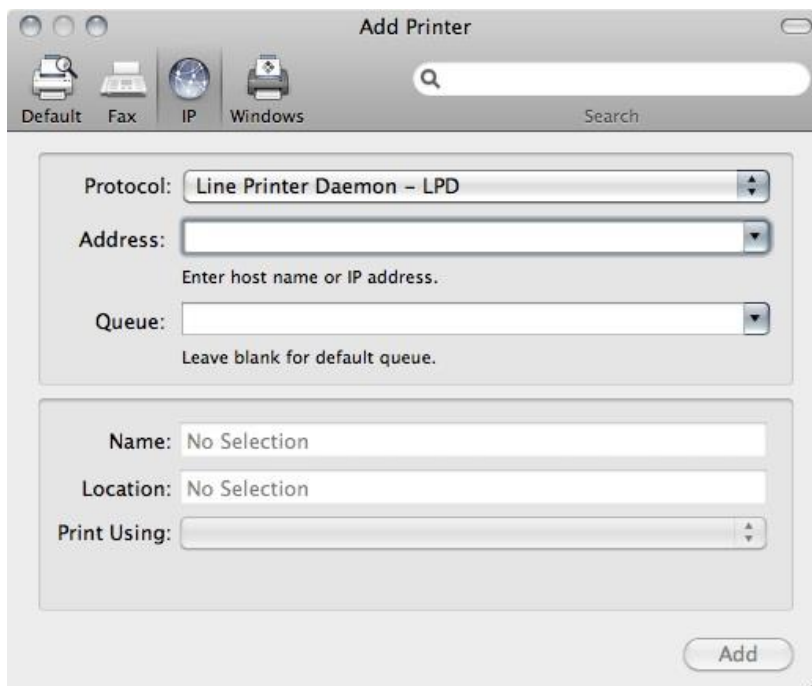 Add Printer
Default Fax IP Windows Search
Protocol: Line Printer Daemon – LPD
Address:
Enter host name or IP address.
Queue:
Leave blank for default queue.
Name: No Selection
Location: No Selection
Print Using:
Add